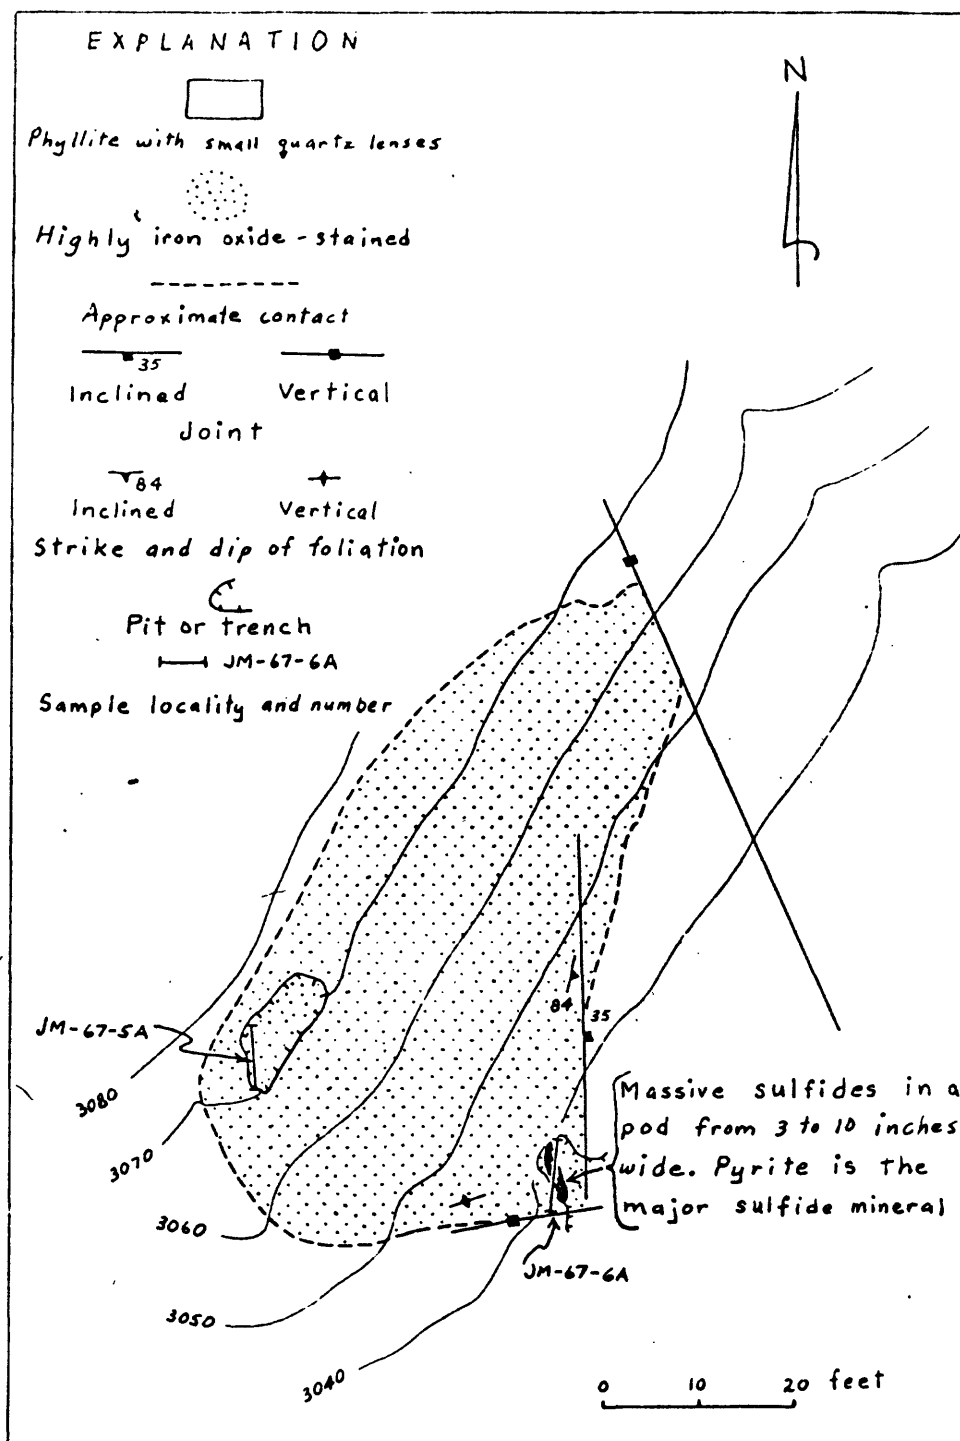 EXPLANATION
Phyllite with small quartz lenses
Highly iron oxide-stained
Approximate contact
35
Inclined Vertical
Joint
84
Inclined Vertical
Strike and dip of foliation
Pit or trench
JM-67-6A
Sample locality and number
N
84
35
JM-67-5A
3080
3070
3060
3050
3040
Massive sulfides in a
pod from 3 to 10 inches
wide. Pyrite is the
major sulfide mineral
JM-67-6A
0 10 20 feet